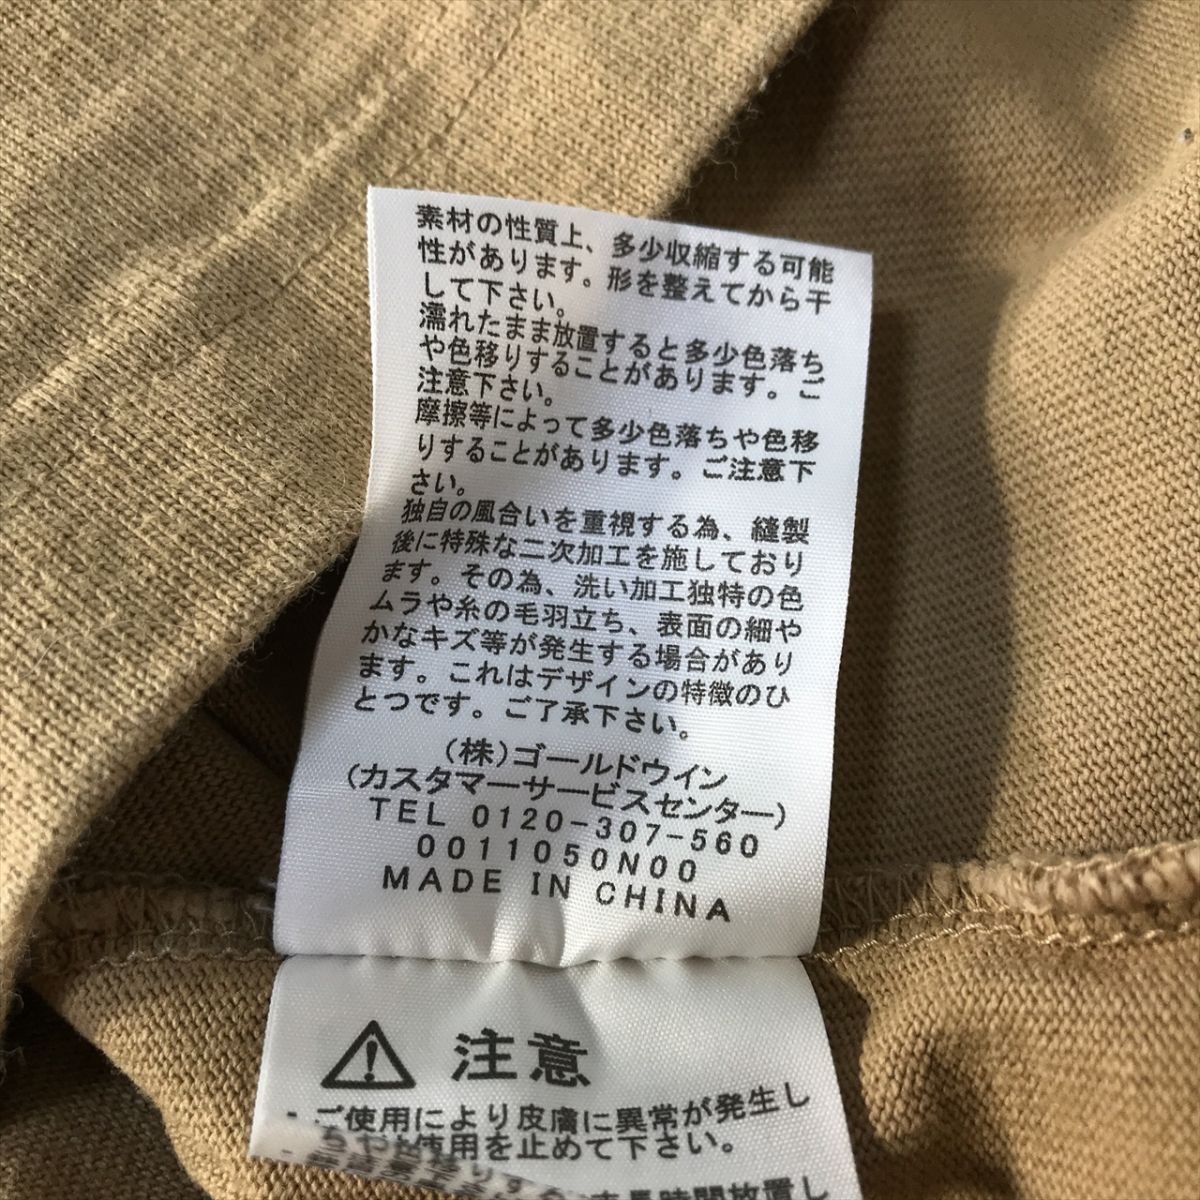 素材の性質上、多少収縮する可能
性があります。形を整えてから干
して下さい。
濡れたまま放置すると多少色落ち
や色移りすることがあります。ご
注意下さい。
摩擦等によって多少色落ちや色移
りすることがあります。ご注意下
さい。
独自の風合いを重視する為、縫製
後に特殊な二次加工を施しており
ます。その為、洗い加工独特の色
ムラや糸の毛羽立ち、表面の細や
かなキズ等が発生する場合があり
ます。これはデザインの特徴のひ
とつです。ご了承下さい。
(株)ゴールドウイン
(カスタマーサービスセンター)
TEL 0120-307-560
0011050N00
MADE IN CHINA
注意
・ご使用により皮膚に異常が発生し
使用を止めて下さい。
長時間放置し